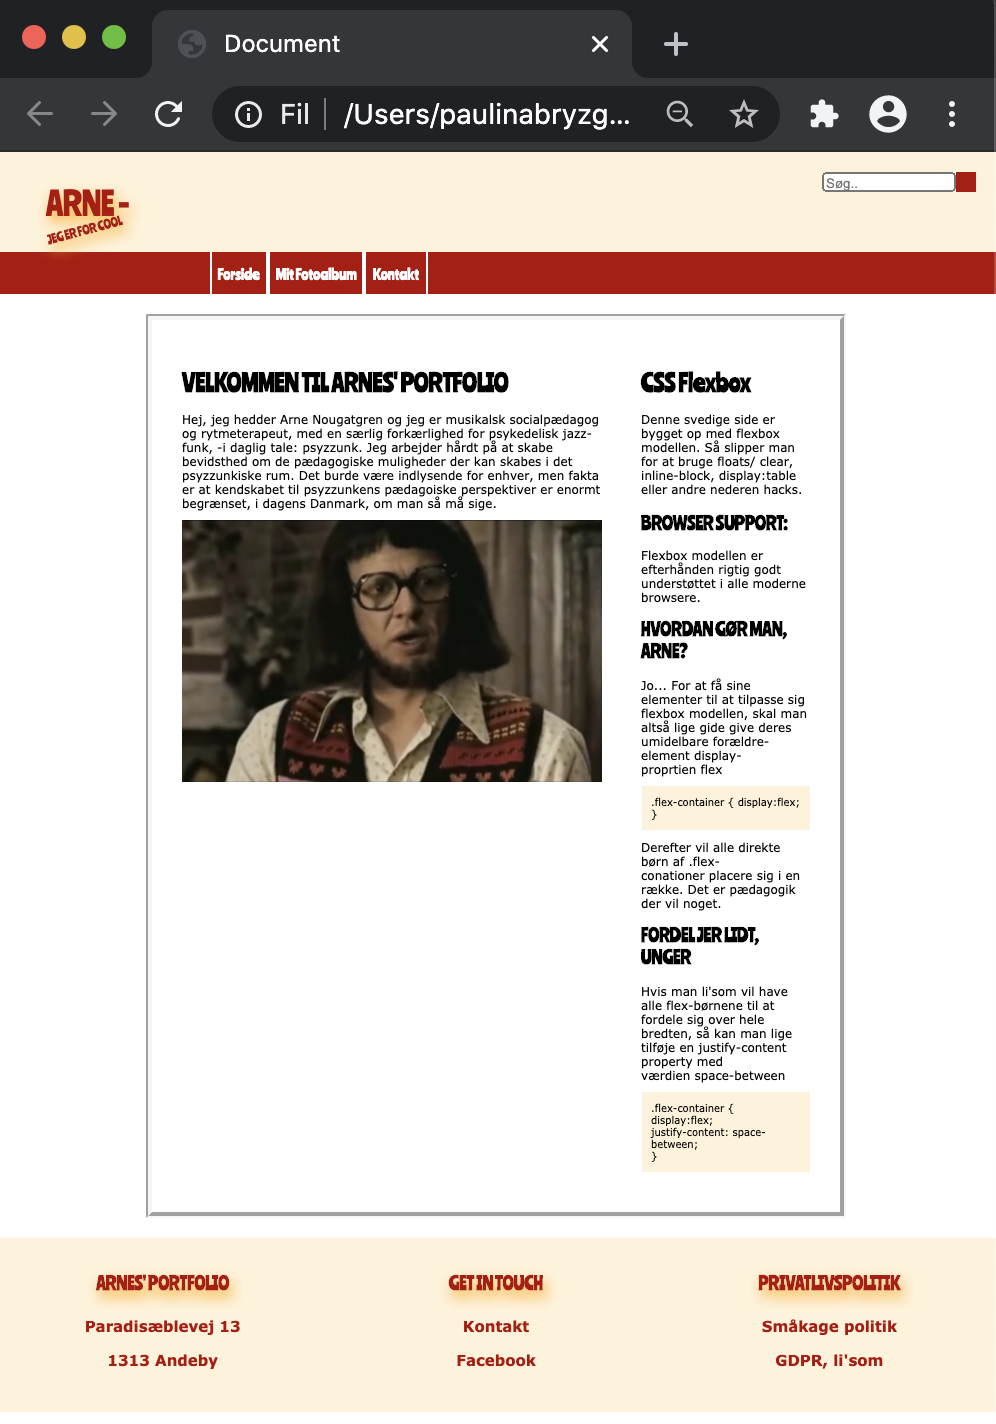 Document
Fil
/Users/paulinabryzg...
ARNE -
JEG ER FOR COOL
Søg..
Forside
Mit Fotoalbum
Kontakt
VELKOMMEN TIL ARNES' PORTFOLIO
Hej, jeg hedder Arne Nougatgren og jeg er musikalsk socialpædagog
og rytmeterapeut, med en særlig forkærlighed for psykedelisk jazz-
funk, -i daglig tale: psyzzunk. Jeg arbejder hårdt på at skabe
bevidsthed om de pædagogiske muligheder der kan skabes i det
psyzzunkiske rum. Det burde være indlysende for enhver, men fakta
er at kendskabet til psyzzunkens pædagoiske perspektiver er enormt
begrænset, i dagens Danmark, om man så må sige.
CSS Flexbox
Denne svedige side er
bygget op med flexbox
modellen. Så slipper man
for at bruge floats/ clear,
inline-block, display:table
eller andre nederen hacks.
BROWSER SUPPORT:
Flexbox modellen er
efterhånden rigtig godt
understøttet i alle moderne
browsere.
HVORDAN GØR MAN,
ARNE?
Jo... For at få sine
elementer til at tilpasse sig
flexbox modellen, skal man
altså lige gide give deres
umidelbare forældre-
element display-
proprtien flex
.flex-container { display:flex;
}
Derefter vil alle direkte
børn af .flex-
conationer placere sig i en
række. Det er pædagogik
der vil noget.
FORDEL JER LIDT,
UNGER
Hvis man li'som vil have
alle flex-børnene til at
fordele sig over hele
bredten, så kan man lige
tilføje en justify-content
property med
værdien space-between
.flex-container {
display:flex;
justify-content: space-
between;
}
ARNES' PORTFOLIO
Paradisæblevej 13
1313 Andeby
GET IN TOUCH
Kontakt
Facebook
PRIVATLIVSPOLITIK
Småkage politik
GDPR, li'som